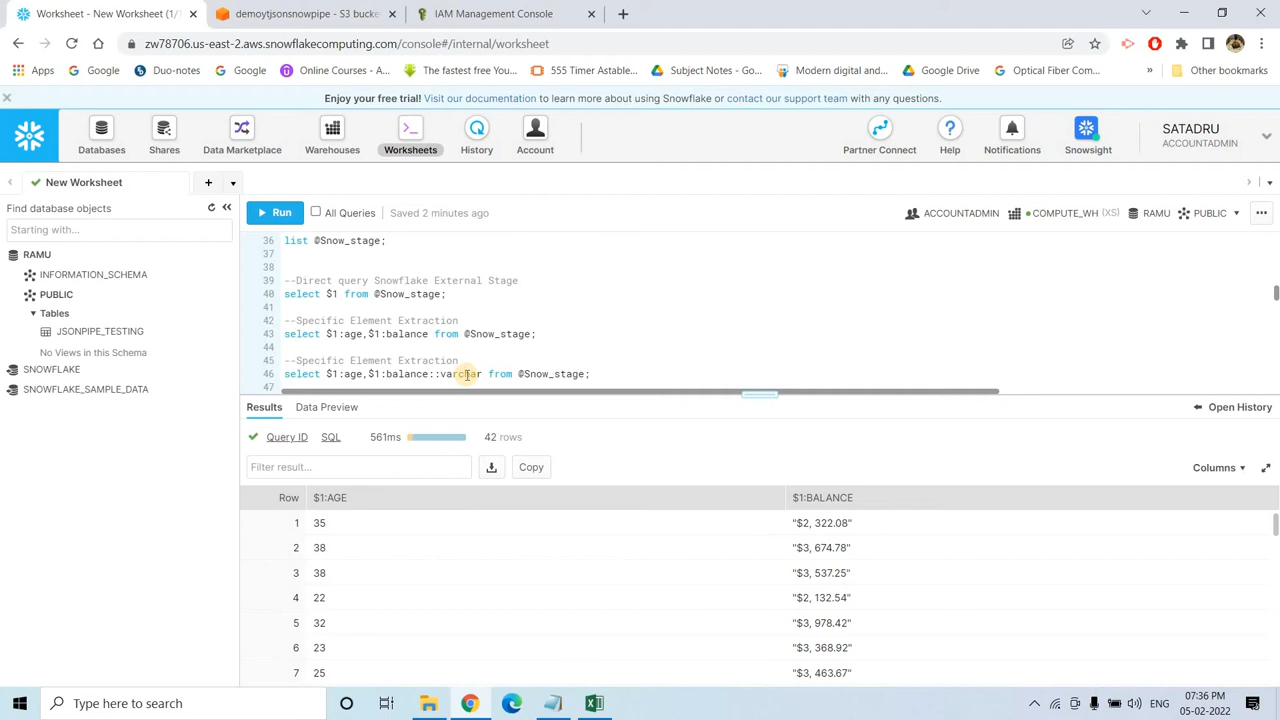 Worksheet - New Worksheet (1/1
demoytjsonsnowpipe - S3 bucke
IAM Management Console
zw78706.us-east-2.aws.snowflakecomputing.com/console#/internal/worksheet
Apps
Google
Duo-notes
Google
Online Courses - A...
The fastest free You...
555 Timer Astable...
Subject Notes - Goo...
Modern digital and...
Google Drive
Optical Fiber Com...
»
Other bookmarks
Enjoy your free trial! Visit our documentation to learn more about using Snowflake or contact our support team with any questions.
Databases
Shares
Data Marketplace
Warehouses
Worksheets
History
Account
Partner Connect
Help
Notifications
Snowsight
SATADRU
ACCOUNTADMIN
New Worksheet
Find database objects
Starting with...
RAMU
INFORMATION_SCHEMA
PUBLIC
Tables
JSONPIPE_TESTING
No Views in this Schema
SNOWFLAKE
SNOWFLAKE_SAMPLE_DATA
Run
All Queries
Saved 2 minutes ago
ACCOUNTADMIN
COMPUTE_WH (XS)
RAMU
PUBLIC
36 list @Snow_stage;
37
38
39 --Direct query Snowflake External Stage
40 select $1 from @Snow_stage;
41
42 --Specific Element Extraction
43 select $1:age,$1:balance from @Snow_stage;
44
45 --Specific Element Extraction
46 select $1:age,$1:balance::varchar from @Snow_stage;
47
Results
Data Preview
Open History
Query ID
SQL
561ms
42 rows
Filter result...
Copy
Columns
Row $1:AGE $1:BALANCE
1 35 "$2, 322.08"
2 38 "$3, 674.78"
3 38 "$3, 537.25"
4 22 "$2, 132.54"
5 32 "$3, 978.42"
6 23 "$3, 368.92"
7 25 "$3, 463.67"
Type here to search
ENG
07:36 PM
05-02-2022